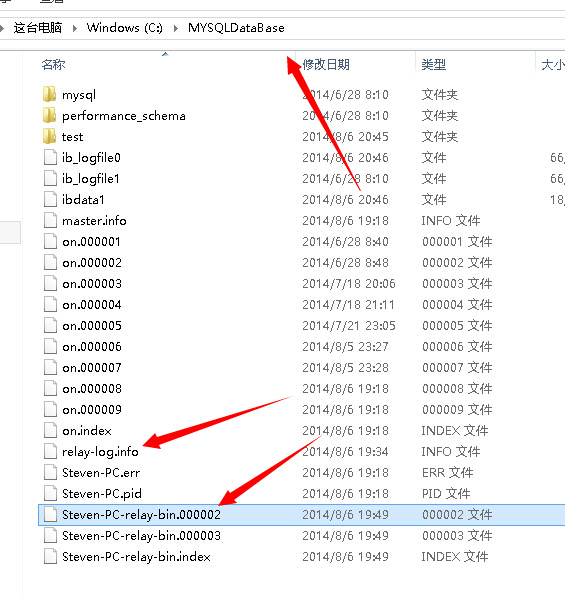 这台电脑 Windows (C:) MYSQLDataBase
名称 修改日期 类型 大小
mysql 2014/6/28 8:10 文件夹
performance_schema 2014/6/28 8:10 文件夹
test 2014/8/6 20:45 文件夹
ib_logfile0 2014/8/6 20:46 文件 66,
ib_logfile1 2014/6/28 8:10 文件 66,
ibdata1 2014/8/6 20:46 文件 18,
master.info 2014/8/6 19:18 INFO 文件
on.000001 2014/6/28 8:40 000001 文件
on.000002 2014/6/28 8:48 000002 文件
on.000003 2014/7/18 20:06 000003 文件
on.000004 2014/7/18 21:11 000004 文件
on.000005 2014/7/21 23:05 000005 文件
on.000006 2014/8/5 23:27 000006 文件
on.000007 2014/8/5 23:28 000007 文件
on.000008 2014/8/6 19:18 000008 文件
on.000009 2014/8/6 19:18 000009 文件
on.index 2014/8/6 19:18 INDEX 文件
relay-log.info 2014/8/6 19:34 INFO 文件
Steven-PC.err 2014/8/6 19:18 ERR 文件
Steven-PC.pid 2014/8/6 19:18 PID 文件
Steven-PC-relay-bin.000002 2014/8/6 19:49 000002 文件
Steven-PC-relay-bin.000003 2014/8/6 19:49 000003 文件
Steven-PC-relay-bin.index 2014/8/6 19:49 INDEX 文件